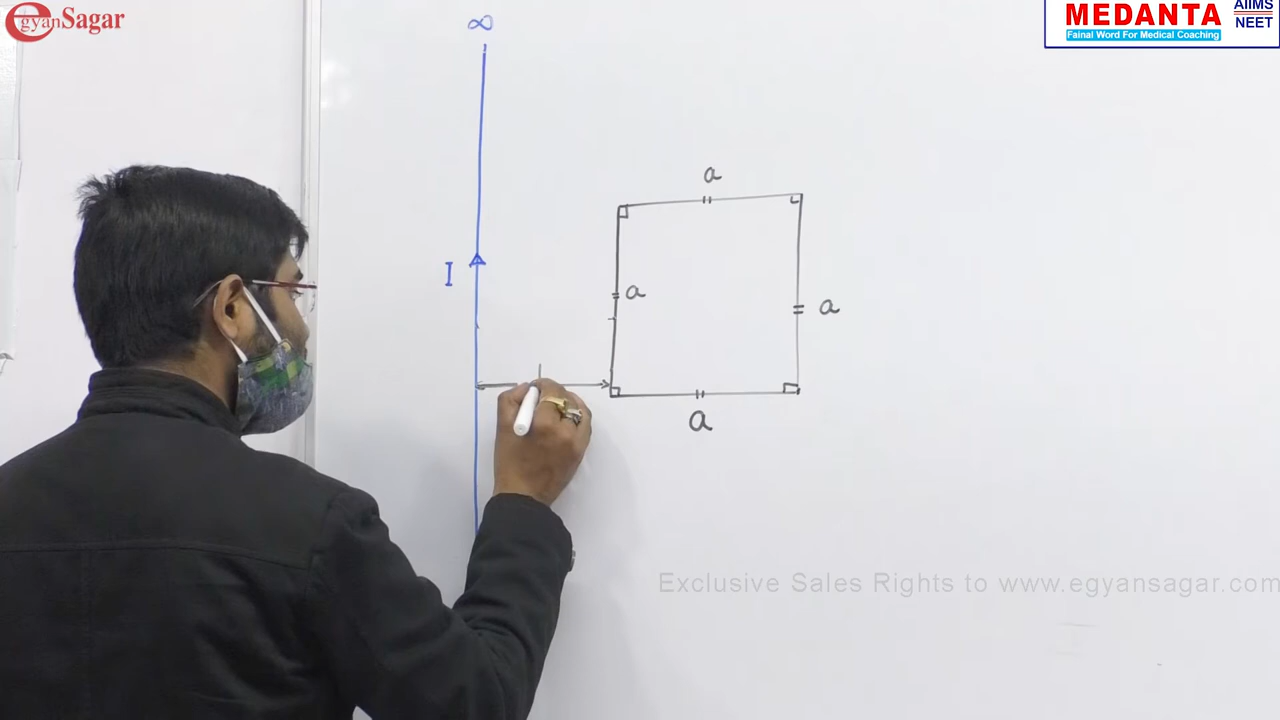 egyanSagar
MEDANTA
Fainal Word For Medical Coaching
AIIMS
NEET
∞
I
a
a
a
a
Exclusive Sales Rights to www.egyansagar.com